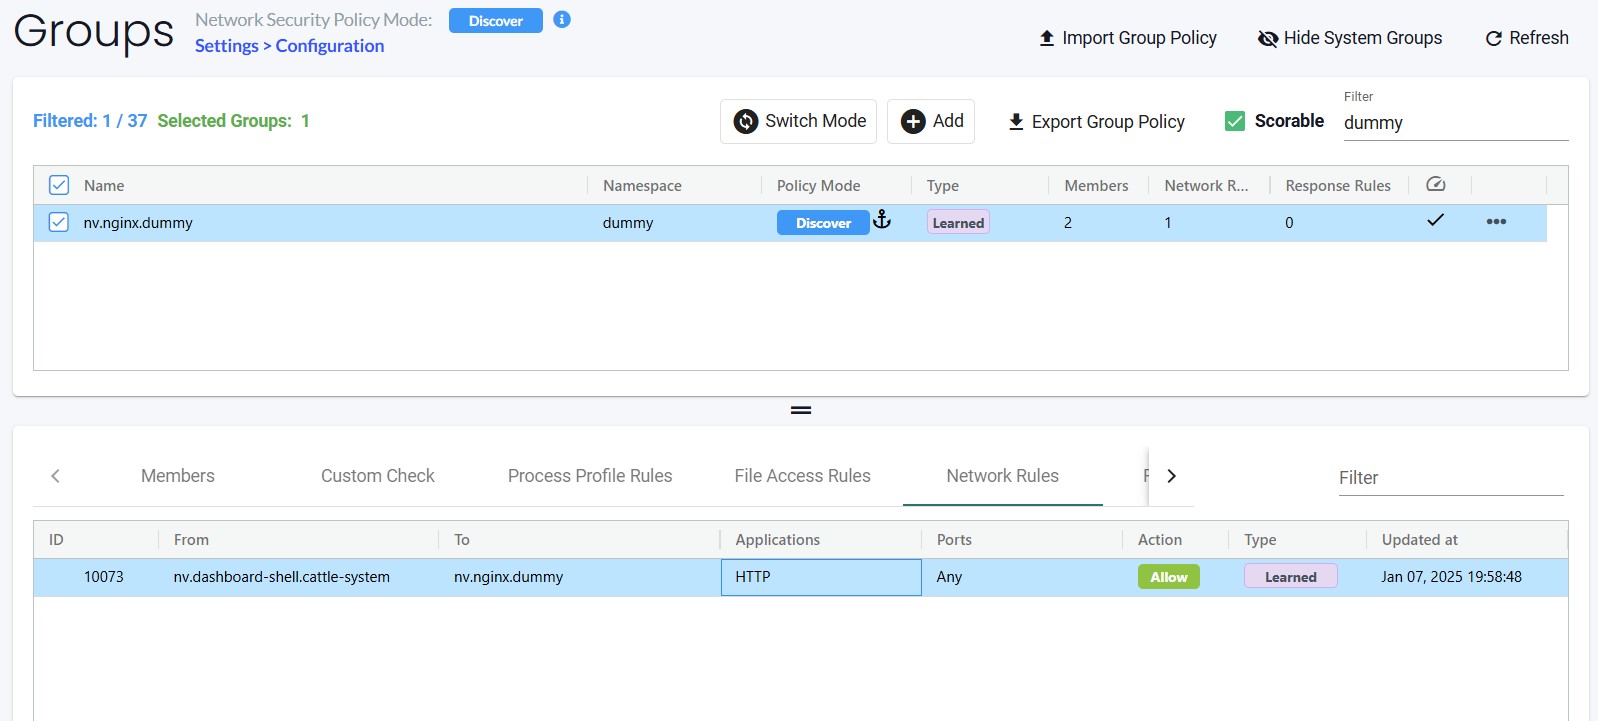 Groups
Network Security Policy Mode: Discover
Settings > Configuration
Import Group Policy
Hide System Groups
Refresh
Filtered: 1 / 37 Selected Groups: 1
Switch Mode
Add
Export Group Policy
Scorable
Filter
dummy
Name Namespace Policy Mode Type Members Network R... Response Rules
nv.nginx.dummy dummy Discover Learned 2 1 0
Members Custom Check Process Profile Rules File Access Rules Network Rules
Filter
ID From To Applications Ports Action Type Updated at
10073 nv.dashboard-shell.cattle-system nv.nginx.dummy HTTP Any Allow Learned Jan 07, 2025 19:58:48